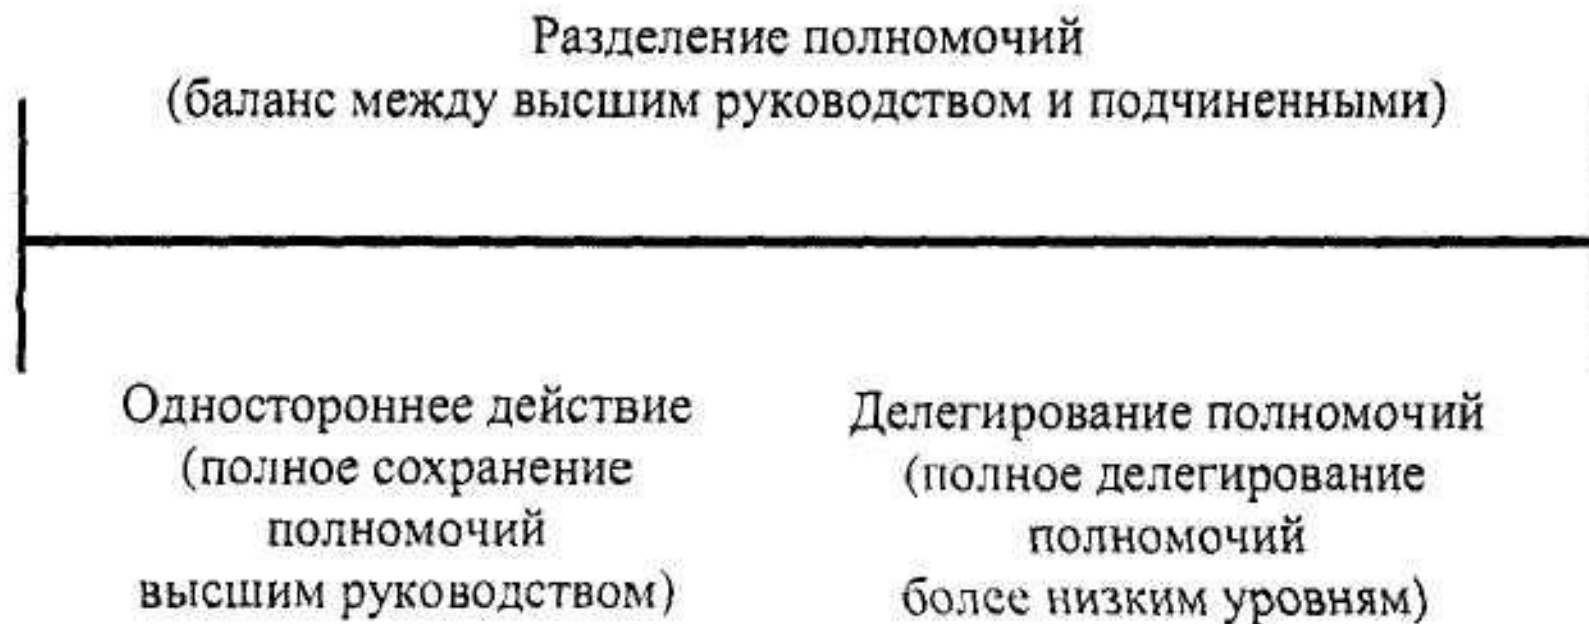 Разделение полномочий
(баланс между высшим руководством и подчиненными)
Одностороннее действие
(полное сохранение
полномочий
высшим руководством)
Делегирование полномочий
(полное делегирование
полномочий
более низким уровням)